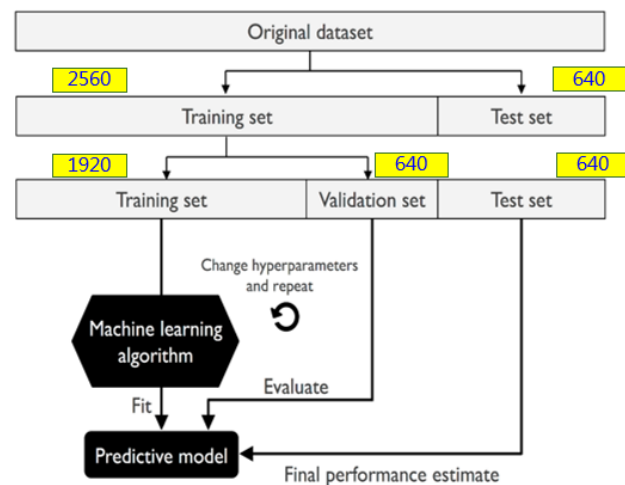 Original dataset
2560
640
Training set
Test set
1920
640
640
Training set
Validation set
Test set
Change hyperparameters
and repeat
Machine learning
algorithm
Evaluate
Fit
Predictive model
Final performance estimate